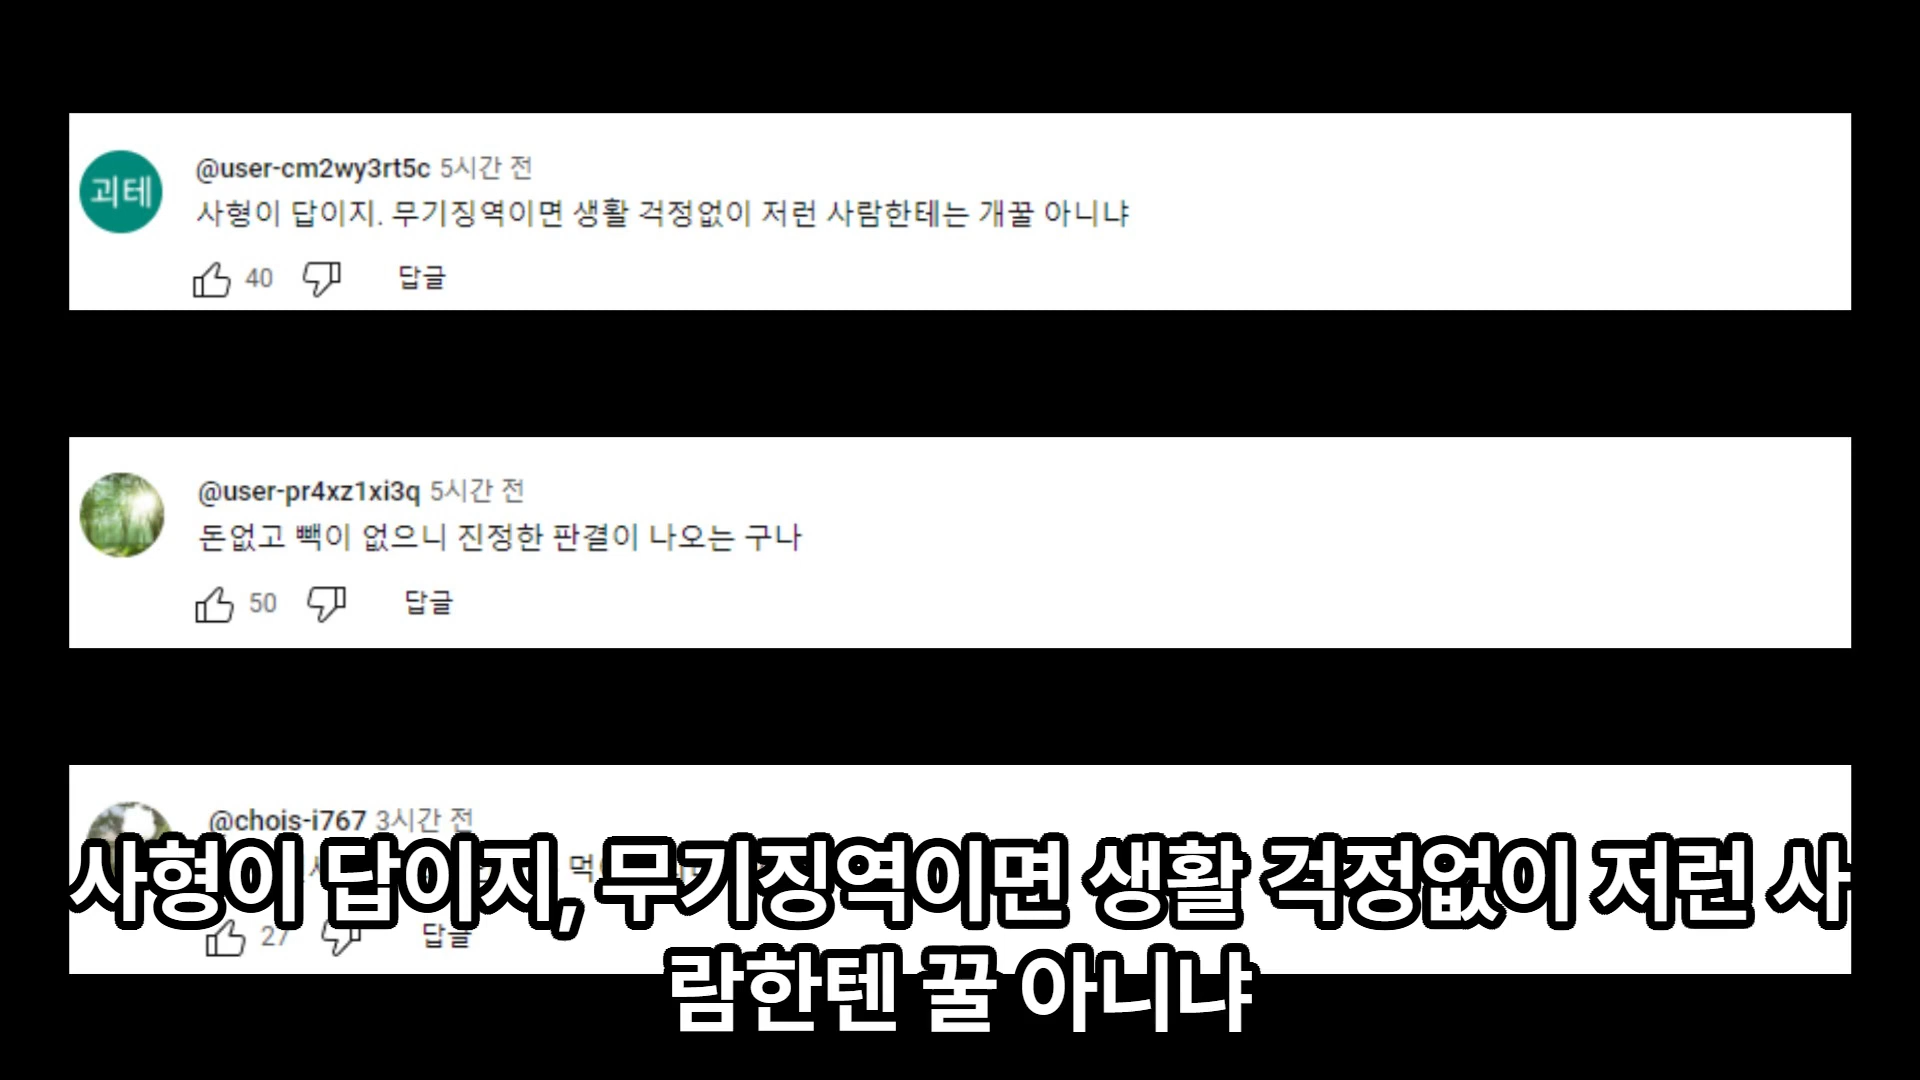 괴테
@user-cm2wy3rt5c 5시간 전
사형이 답이지. 무기징역이면 생활 걱정없이 저런 사람한테는 개꿀 아니냐
40 답글
@user-pr4xz1xi3q 5시간 전
돈없고 빽이 없으니 진정한 판결이 나오는 구나
50 답글
@chois-i767 3시간 전
27 답글
사형이 답이지, 무기징역이면 생활 걱정없이 저런 사
람한텐 꿀 아니냐